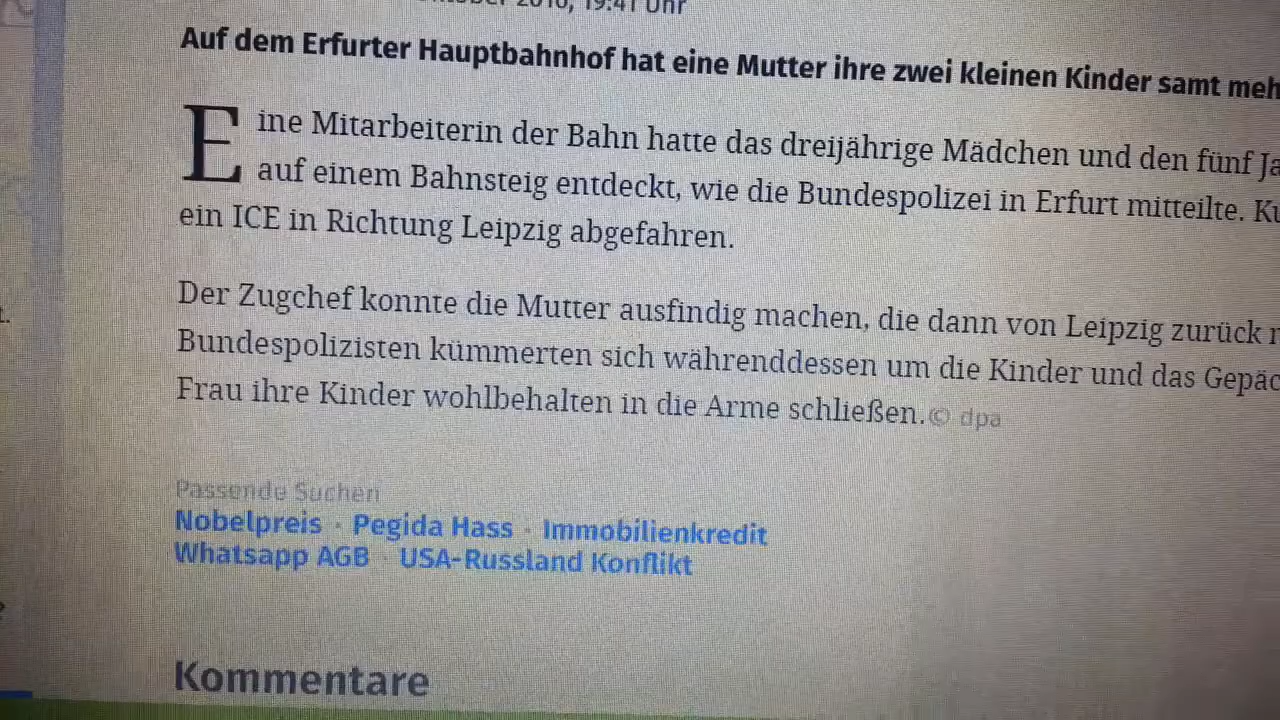 2016, 19:41 Uhr
Auf dem Erfurter Hauptbahnhof hat eine Mutter ihre zwei kleinen Kinder samt meh
Eine Mitarbeiterin der Bahn hatte das dreijährige Mädchen und den fünf Ja
auf einem Bahnsteig entdeckt, wie die Bundespolizei in Erfurt mitteilte. Ku
ein ICE in Richtung Leipzig abgefahren.
Der Zugchef konnte die Mutter ausfindig machen, die dann von Leipzig zurück
Bundespolizisten kümmerten sich währenddessen um die Kinder und das Gepäc
Frau ihre Kinder wohlbehalten in die Arme schließen.© dpa
Passende Suchen
Nobelpreis · Pegida Hass · Immobilienkredit
Whatsapp AGB · USA-Russland Konflikt
Kommentare